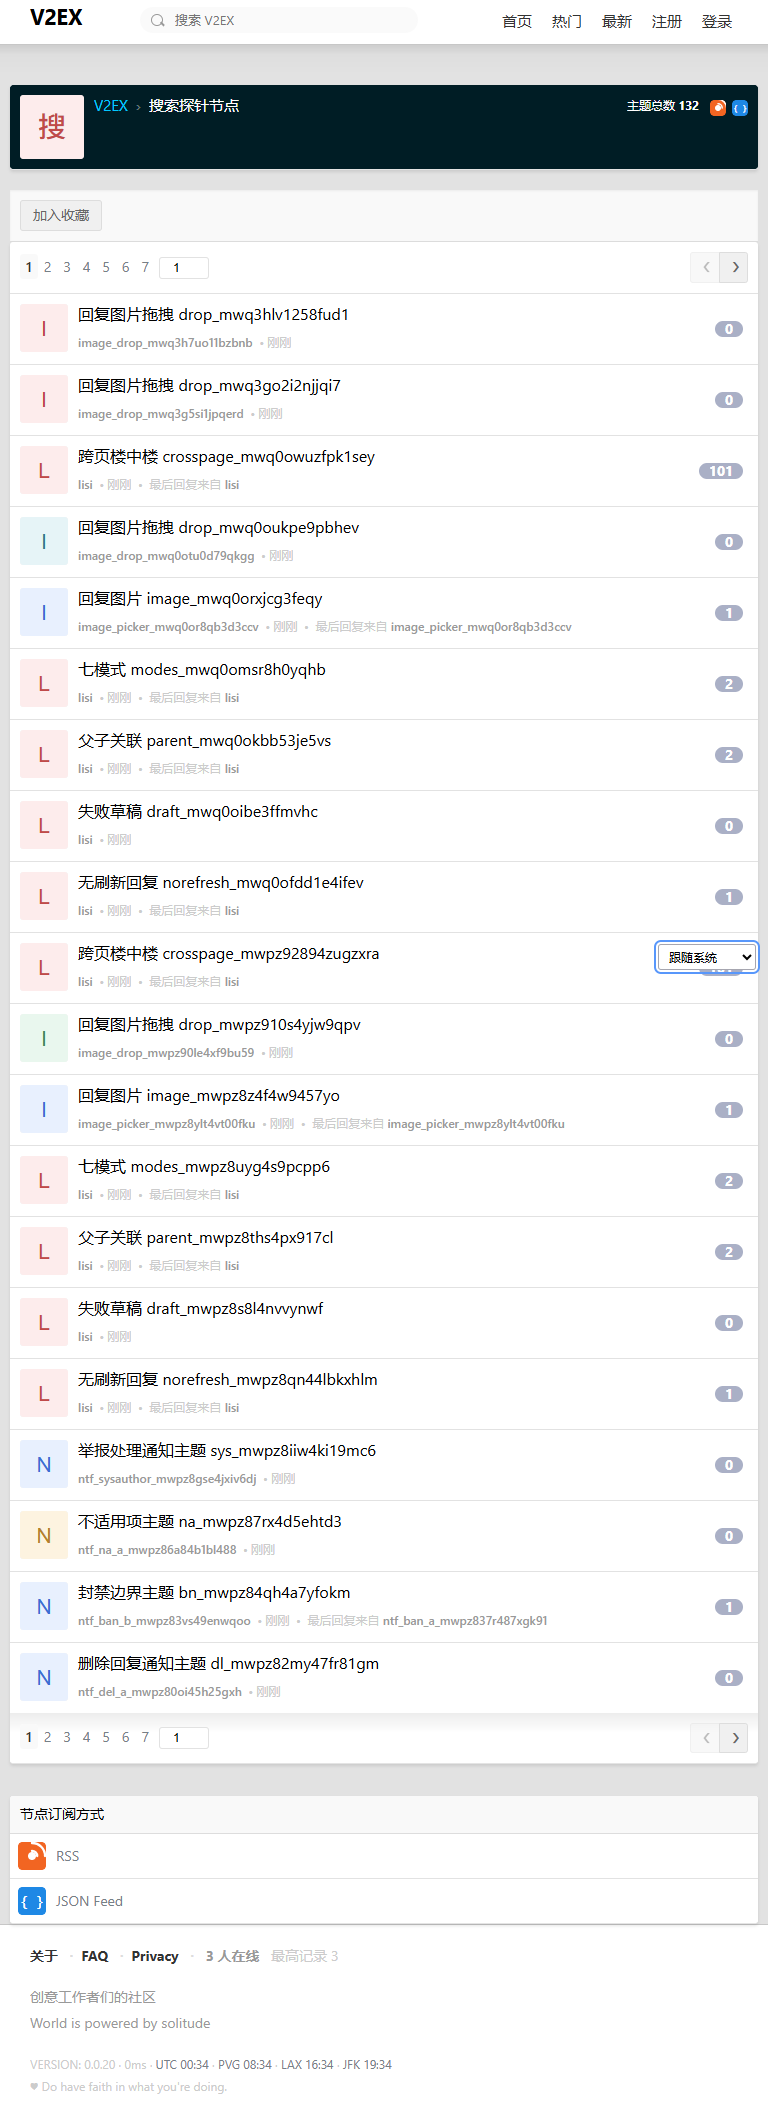 V2EX
搜索 V2EX
首页 热门 最新 注册 登录
搜
V2EX › 搜索探针节点
主题总数 132
加入收藏
1 2 3 4 5 6 7 1
I
回复图片拖拽 drop_mwq3hlv1258fud1
image_drop_mwq3h7uo11bzbnb • 刚刚
0
I
回复图片拖拽 drop_mwq3go2i2njjqi7
image_drop_mwq3g5si1jpqerd • 刚刚
0
L
跨页楼中楼 crosspage_mwq0owuzfpk1sey
lisi • 刚刚 • 最后回复来自 lisi
101
I
回复图片拖拽 drop_mwq0oukpe9pbhev
image_drop_mwq0otu0d79qkgg • 刚刚
0
I
回复图片 image_mwq0orxjcg3feqy
image_picker_mwq0or8qb3d3ccv • 刚刚 • 最后回复来自 image_picker_mwq0or8qb3d3ccv
1
L
七模式 modes_mwq0omsr8h0yqhb
lisi • 刚刚 • 最后回复来自 lisi
2
L
父子关联 parent_mwq0okbb53je5vs
lisi • 刚刚 • 最后回复来自 lisi
2
L
失败草稿 draft_mwq0oibe3ffmvhc
lisi • 刚刚
0
L
无刷新回复 norefresh_mwq0ofdd1e4ifev
lisi • 刚刚 • 最后回复来自 lisi
1
L
跨页楼中楼 crosspage_mwpz92894zugzxra
lisi • 刚刚 • 最后回复来自 lisi
跟随系统
I
回复图片拖拽 drop_mwpz910s4yjw9qpv
image_drop_mwpz90le4xf9bu59 • 刚刚
0
I
回复图片 image_mwpz8z4f4w9457yo
image_picker_mwpz8ylt4vt00fku • 刚刚 • 最后回复来自 image_picker_mwpz8ylt4vt00fku
1
L
七模式 modes_mwpz8uyg4s9pcpp6
lisi • 刚刚 • 最后回复来自 lisi
2
L
父子关联 parent_mwpz8ths4px917cl
lisi • 刚刚 • 最后回复来自 lisi
2
L
失败草稿 draft_mwpz8s8l4nvvynwf
lisi • 刚刚
0
L
无刷新回复 norefresh_mwpz8qn44lbkxhlm
lisi • 刚刚 • 最后回复来自 lisi
1
N
举报处理通知主题 sys_mwpz8iiw4ki19mc6
ntf_sysauthor_mwpz8gse4jxiv6dj • 刚刚
0
N
不适用项主题 na_mwpz87rx4d5ehtd3
ntf_na_a_mwpz86a84b1bl488 • 刚刚
0
N
封禁边界主题 bn_mwpz84qh4a7yfokm
ntf_ban_b_mwpz83vs49enwqoo • 刚刚 • 最后回复来自 ntf_ban_a_mwpz837r487xgk91
1
N
删除回复通知主题 dl_mwpz82my47fr81gm
ntf_del_a_mwpz80oi45h25gxh • 刚刚
0
1 2 3 4 5 6 7 1
节点订阅方式
RSS
{ } JSON Feed
关于 · FAQ · Privacy · 3 人在线 最高记录 3
创意工作者们的社区
World is powered by solitude
VERSION: 0.0.20 · 0ms · UTC 00:34 · PVG 08:34 · LAX 16:34 · JFK 19:34
♥ Do have faith in what you're doing.